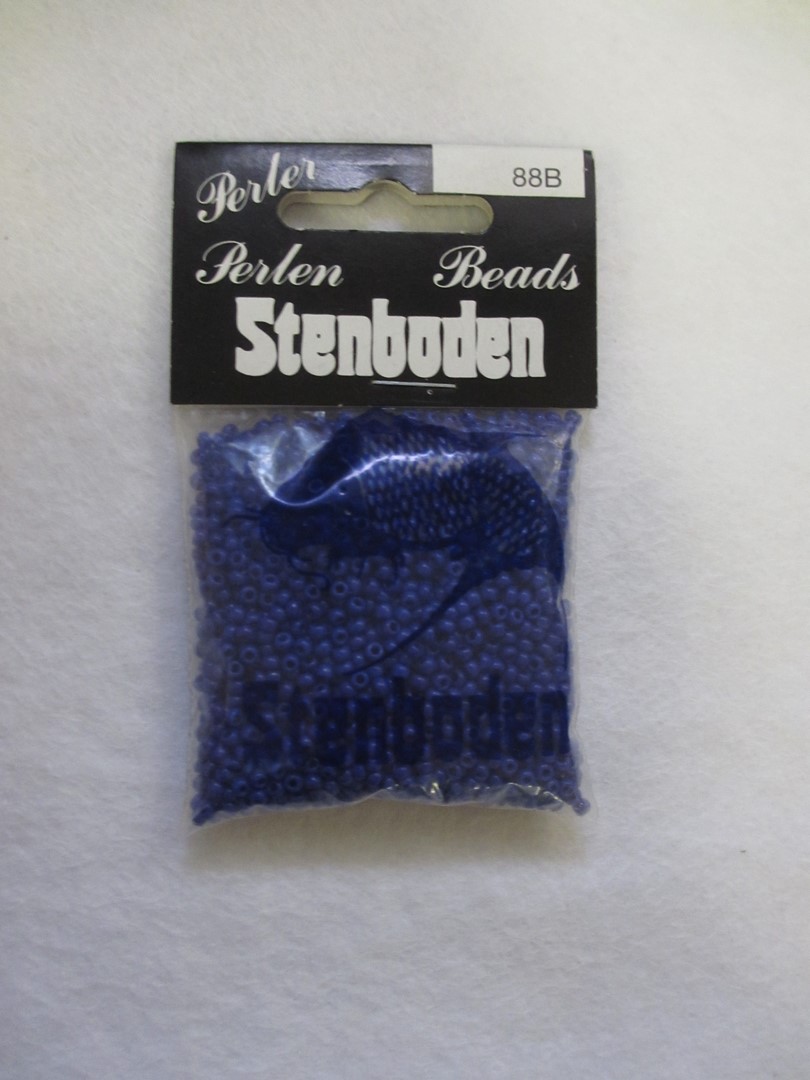 Perler
88B
Perlen Beads
Stenboden
Stenboden